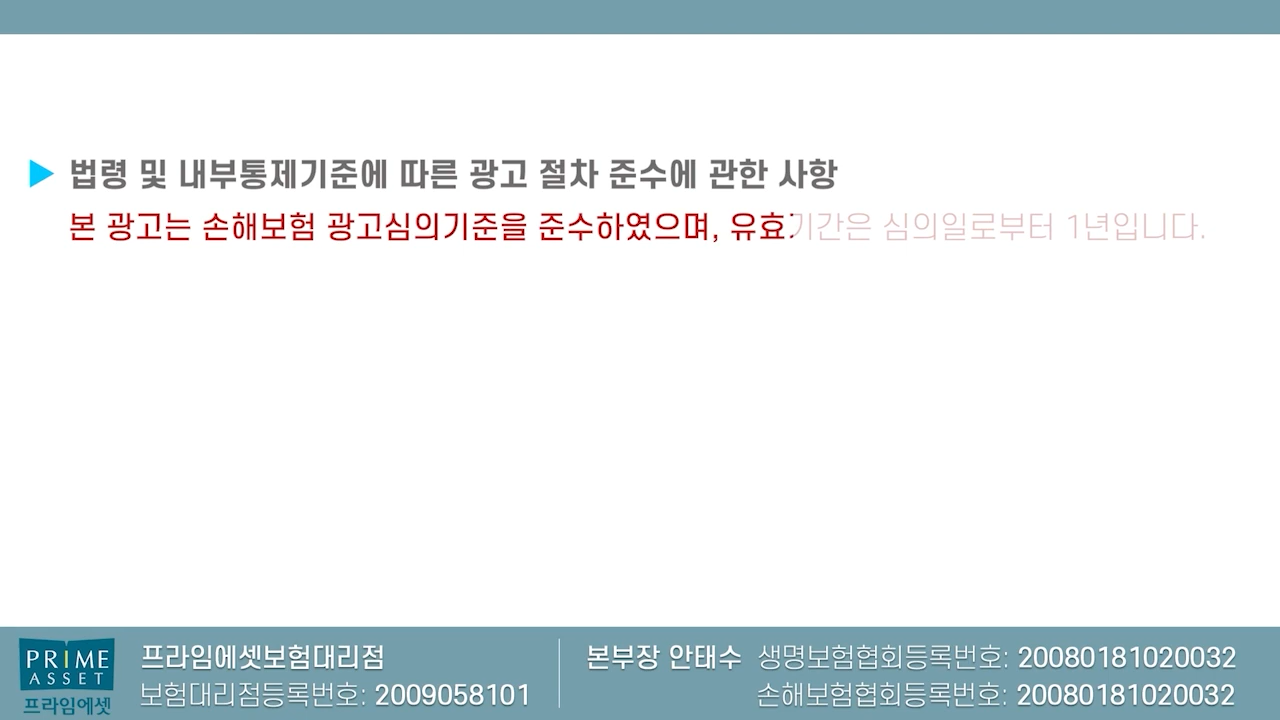 ▶ 법령 및 내부통제기준에 따른 광고 절차 준수에 관한 사항
본 광고는 손해보험 광고심의기준을 준수하였으며, 유효기간은 심의일로부터 1년입니다.
PRIME
ASSET
프라임에셋
프라임에셋보험대리점
보험대리점등록번호: 2009058101
본부장 안태수 생명보험협회등록번호: 20080181020032
손해보험협회등록번호: 20080181020032